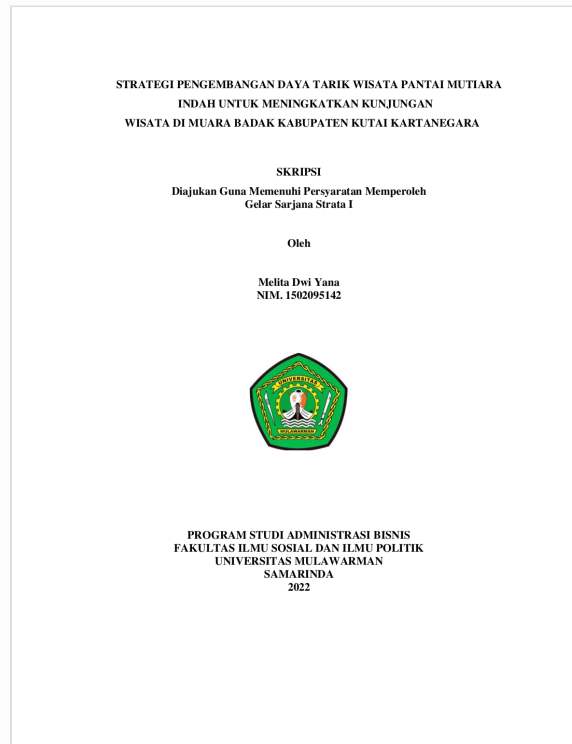 STRATEGI PENGEMBANGAN DAYA TARIK WISATA PANTAI MUTIARA
INDAH UNTUK MENINGKATKAN KUNJUNGAN
WISATA DI MUARA BADAK KABUPATEN KUTAI KARTANEGARA
SKRIPSI
Diajukan Guna Memenuhi Persyaratan Memperoleh
Gelar Sarjana Strata I
Oleh
Melita Dwi Yana
NIM. 1502095142
UNIVERSITAS
MULAWARMAN
PROGRAM STUDI ADMINISTRASI BISNIS
FAKULTAS ILMU SOSIAL DAN ILMU POLITIK
UNIVERSITAS MULAWARMAN
SAMARINDA
2022